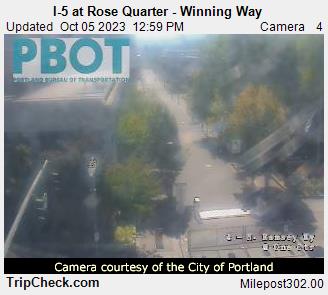 I-5 at Rose Quarter - Winning Way
Updated Oct 05 2023 12:59 PM Camera 4
PBOT
PORTLAND BUREAU OF TRANSPORTATION
Camera courtesy of the City of Portland
TripCheck.com Milepost302.00